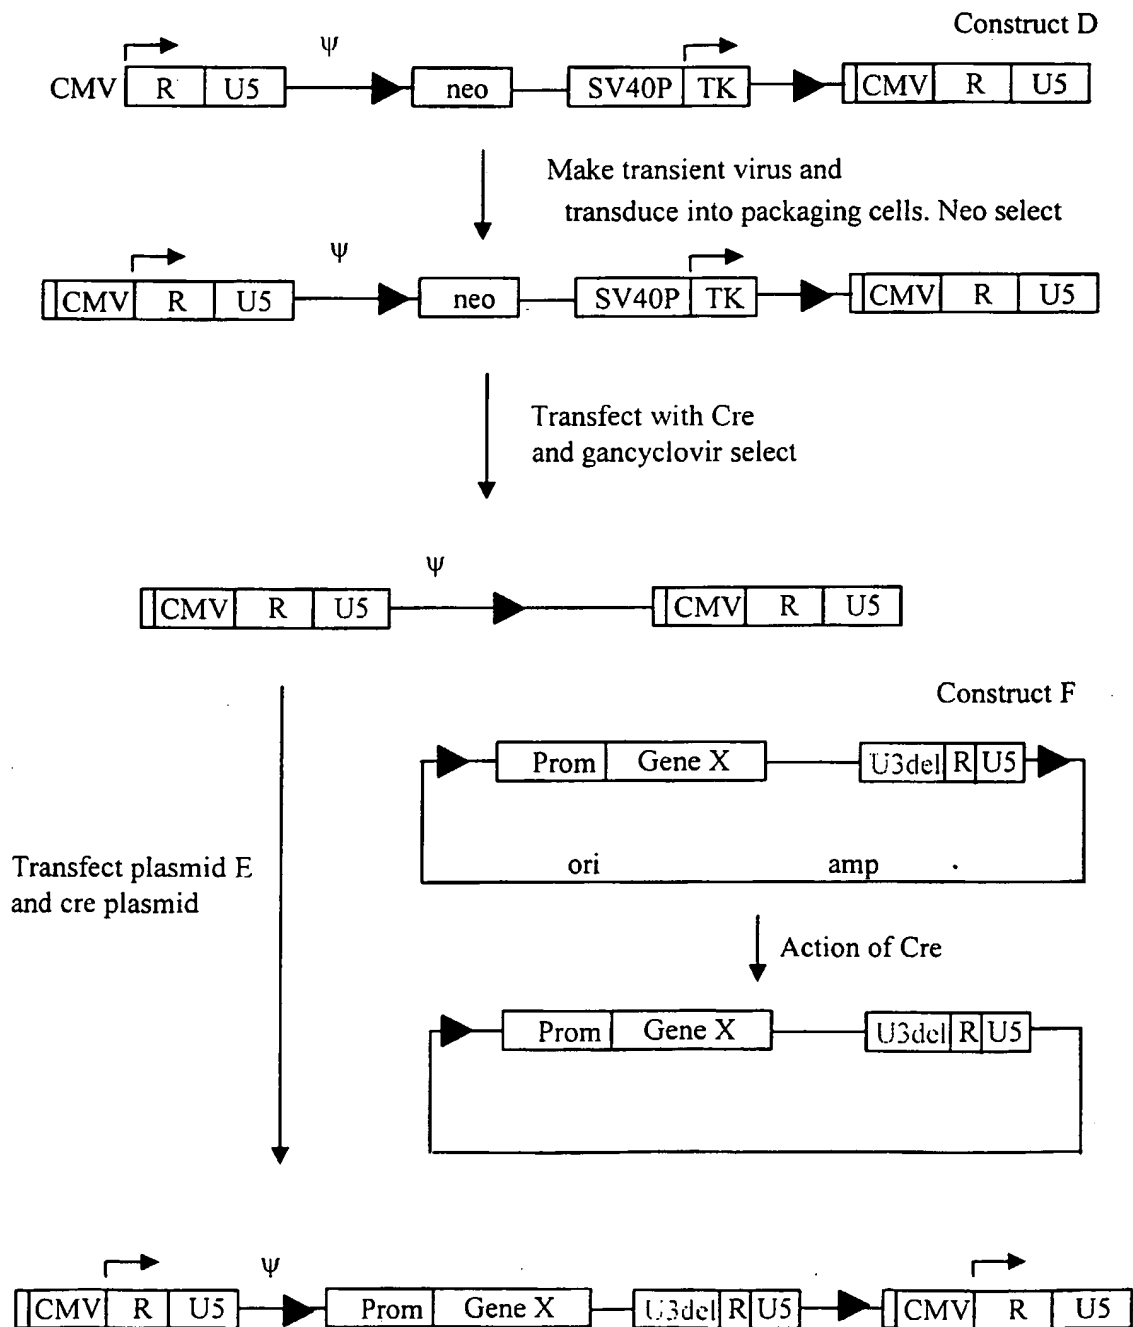 Construct D
ψ
CMV R U5 neo SV40P TK CMV R U5
Make transient virus and
transduce into packaging cells. Neo select
ψ
CMV R U5 neo SV40P TK CMV R U5
Transfect with Cre
and gancyclovir select
ψ
CMV R U5 CMV R U5
Construct F
Prom Gene X U3del R U5
ori amp
Transfect plasmid E
and cre plasmid
Action of Cre
Prom Gene X U3del R U5
ψ
CMV R U5 Prom Gene X U3del R U5 CMV R U5